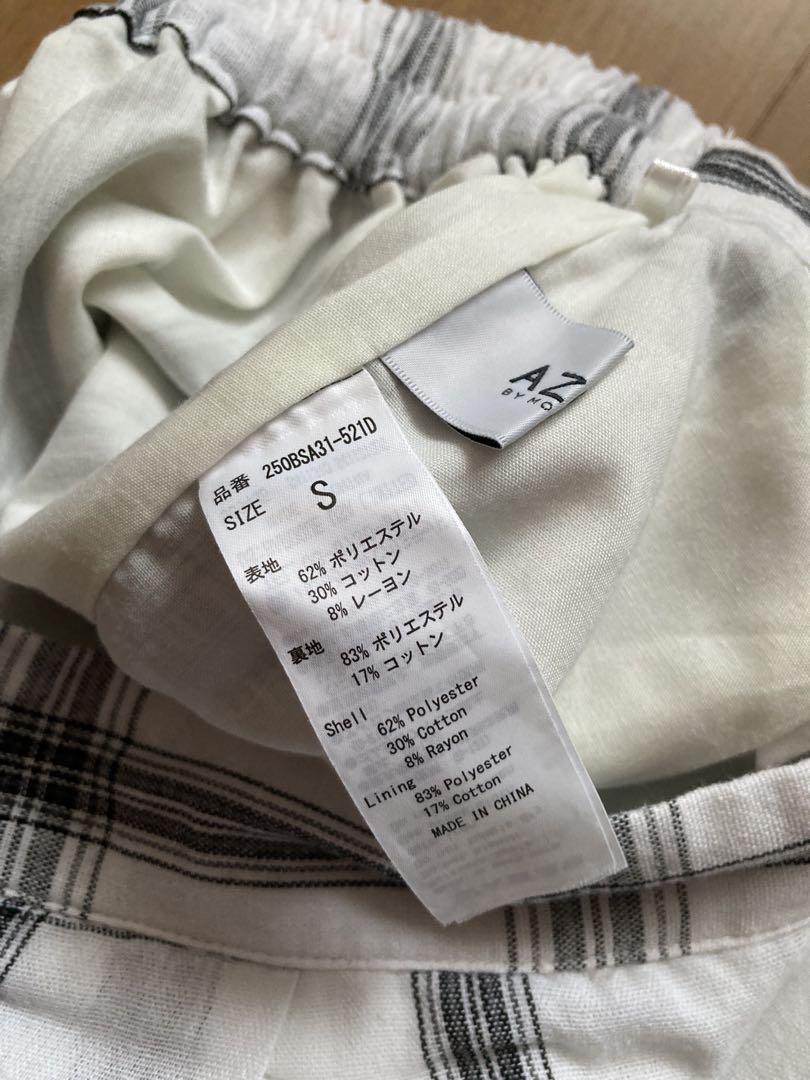 AZ
BY MO
品番 250BSA31-521D
SIZE S
表地 62% ポリエステル
30% コットン
8% レーヨン
裏地 83% ポリエステル
17% コットン
Shell 62% Polyester
30% Cotton
8% Rayon
Lining 83% Polyester
17% Cotton
MADE IN CHINA